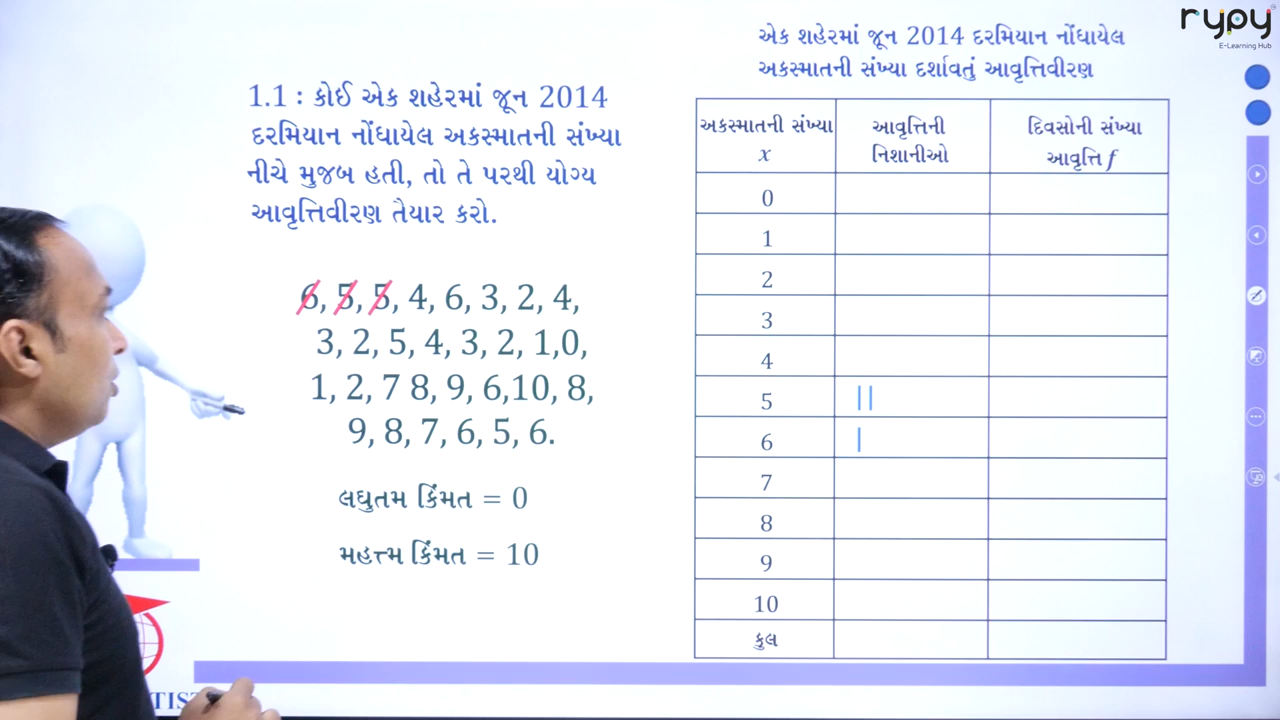 rypy
E-Learning Hub
1.1 : કોઈ એક શહેરમાં જૂન 2014
દરમિયાન નોંધાયેલ અકસ્માતની સંખ્યા
નીચે મુજબ હતી, તો તે પરથી યોગ્ય
આવૃત્તિવીરણ તૈયાર કરો.
6, 5, 5, 4, 6, 3, 2, 4,
3, 2, 5, 4, 3, 2, 1,0,
1, 2, 7 8, 9, 6,10, 8,
9, 8, 7, 6, 5, 6.
લઘુતમ કિંમત = 0
મહત્તમ કિંમત = 10
એક શહેરમાં જૂન 2014 દરમિયાન નોંધાયેલ
અકસ્માતની સંખ્યા દર્શાવતું આવૃત્તિવીરણ
અકસ્માતની સંખ્યા x આવૃત્તિની નિશાનીઓ દિવસોની સંખ્યા આવૃત્તિ f
0
1
2
3
4
5 ||
6 |
7
8
9
10
કુલ
TIST